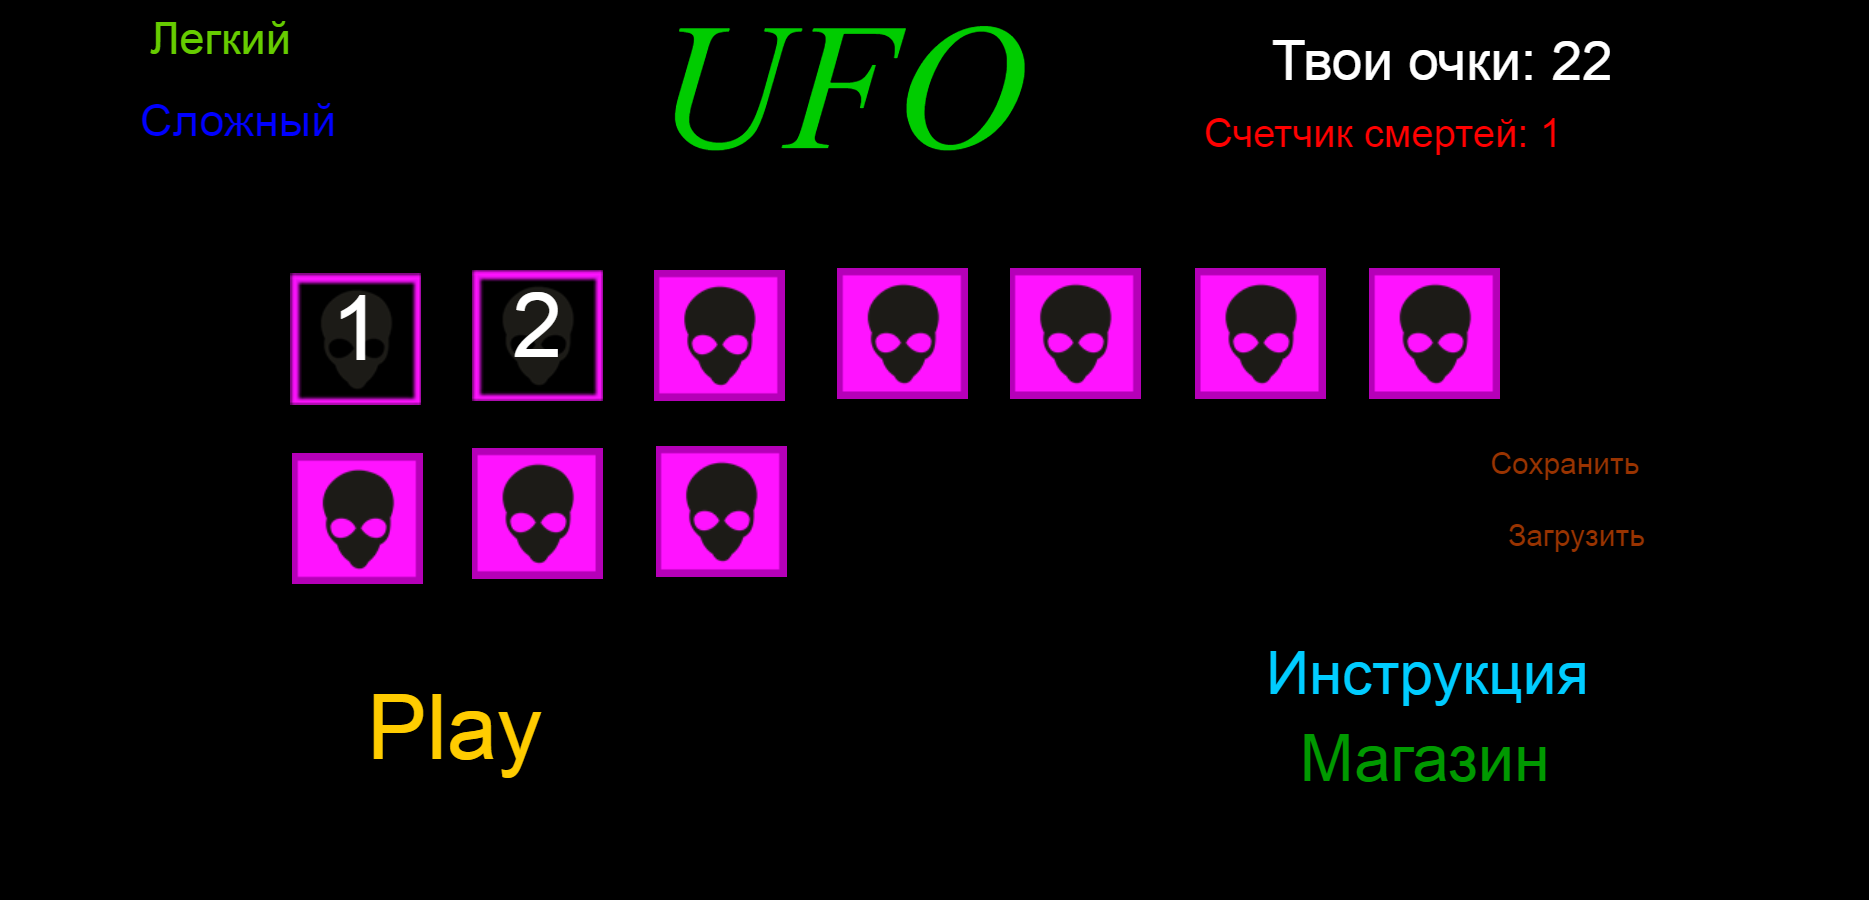 Легкий
Сложный
UFO
Твои очки: 22
Счетчик смертей: 1
1
2
Сохранить
Загрузить
Play
Инструкция
Магазин